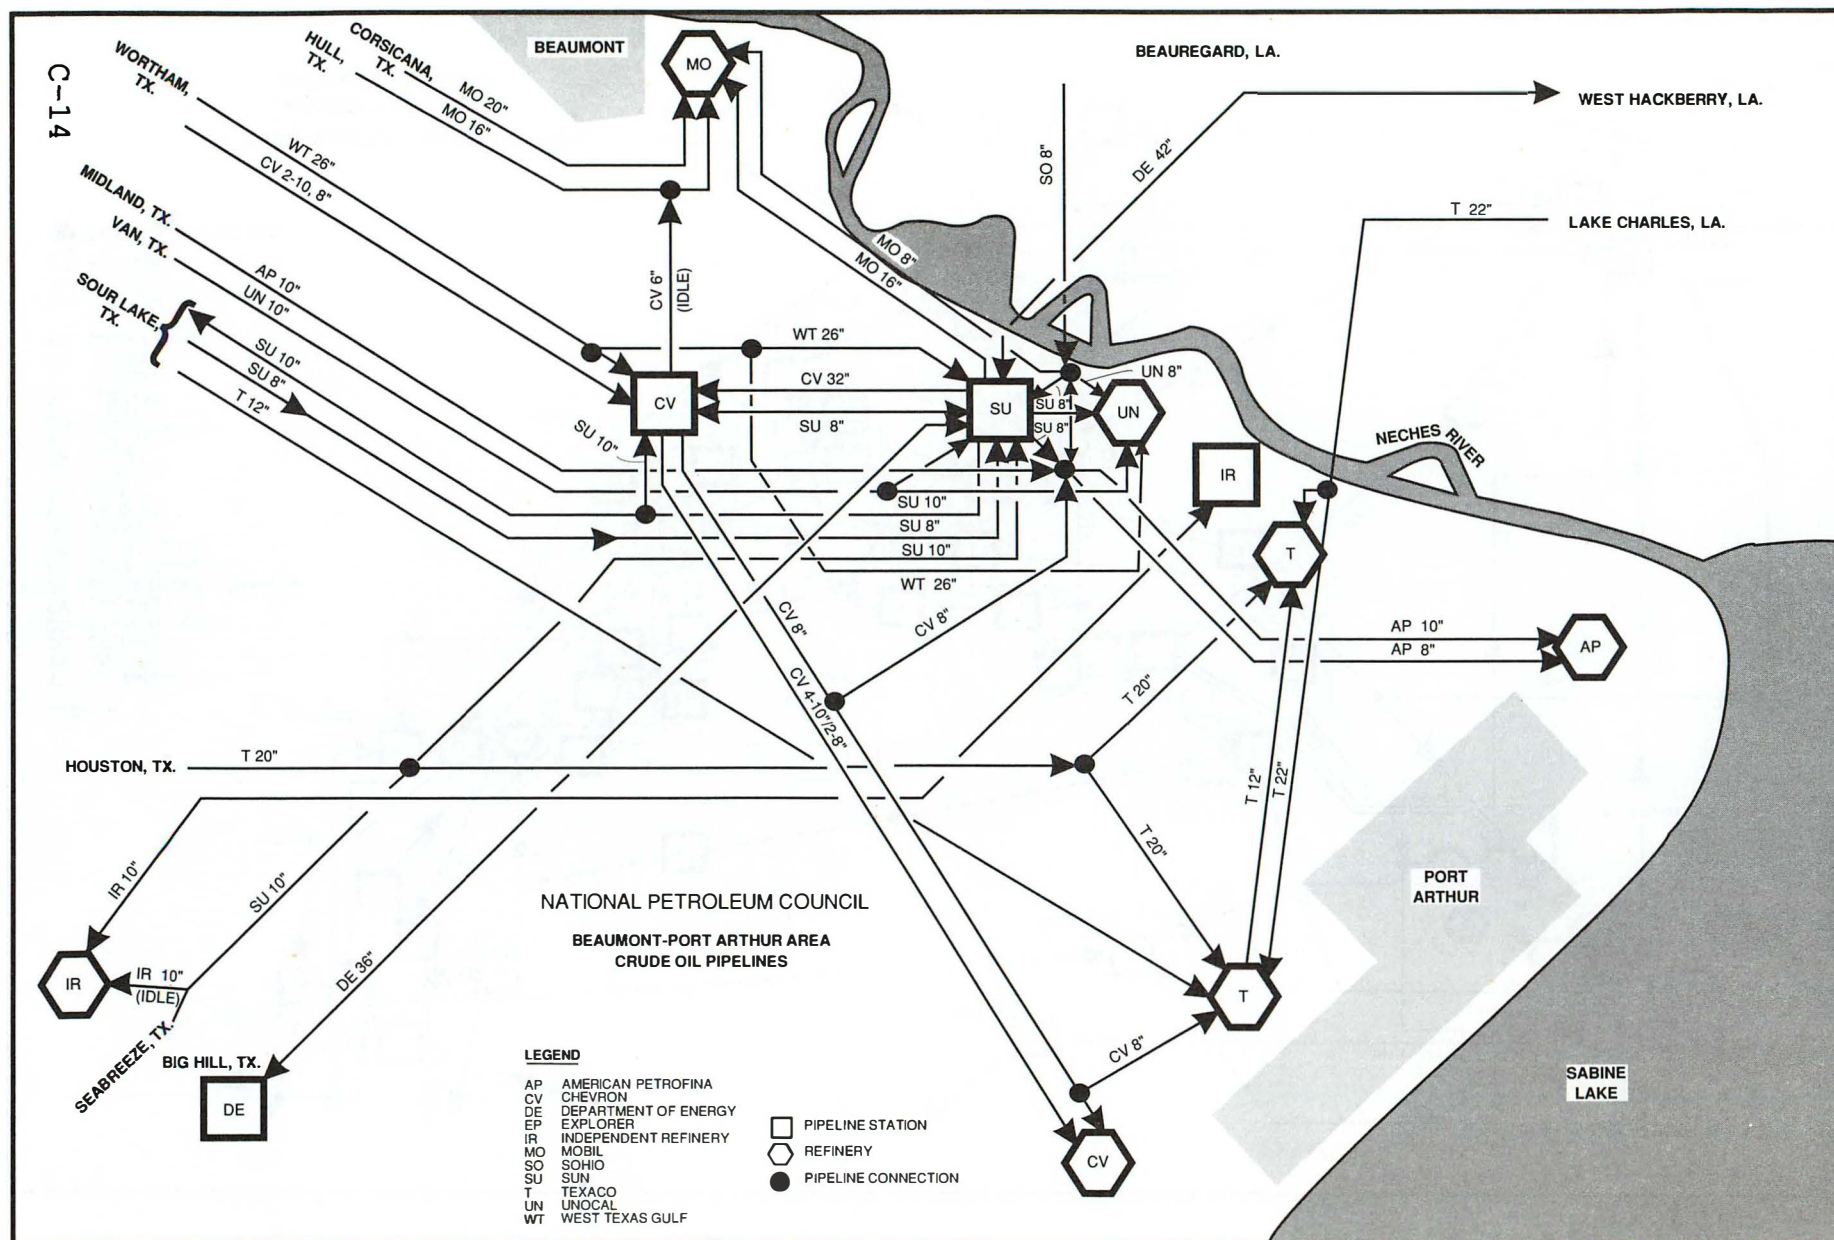 C-14
WORTHAM,
TX.
HULL,
TX.
CORSICANA,
TX.
BEAUMONT
MO
BEAUREGARD, LA.
WEST HACKBERRY, LA.
LAKE CHARLES, LA.
MO 20"
MO 16"
WT 26"
CV 2-10, 8"
MIDLAND, TX.
VAN, TX.
SOUR LAKE,
TX.
AP 10"
UN 10"
SU 10"
SU 8"
T 12"
CV 6"
(IDLE)
MO 8"
MO 16"
SO 8"
DE 42"
T 22"
WT 26"
CV 32"
SU 8"
CV
SU
UN 8"
SU 8"
SU 8"
UN
NECHES RIVER
SU 10"
IR
SU 10"
SU 8"
SU 10"
WT 26"
T
CV 8"
CV 8"
AP 10"
AP 8"
AP
CV 4-10"/2-8"
T 20"
HOUSTON, TX.
T 20"
T 12"
T 22"
T 20"
IR 10"
SU 10"
DE 36"
NATIONAL PETROLEUM COUNCIL
BEAUMONT-PORT ARTHUR AREA
CRUDE OIL PIPELINES
PORT
ARTHUR
IR
IR 10"
(IDLE)
T
SEABREEZE, TX.
BIG HILL, TX.
DE
CV 8"
CV
SABINE
LAKE
LEGEND
AP AMERICAN PETROFINA
CV CHEVRON
DE DEPARTMENT OF ENERGY
EP EXPLORER
IR INDEPENDENT REFINERY
MO MOBIL
SO SOHIO
SU SUN
T TEXACO
UN UNOCAL
WT WEST TEXAS GULF
PIPELINE STATION
REFINERY
PIPELINE CONNECTION